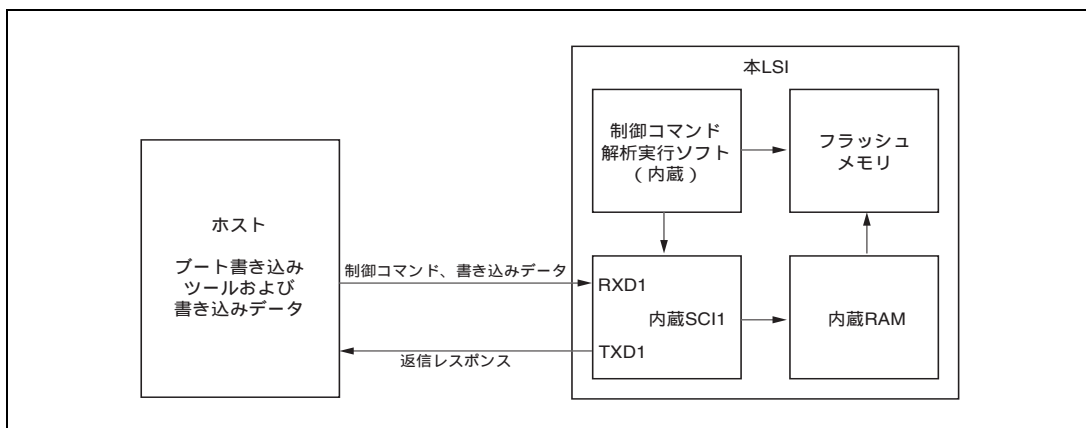 本LSI
制御コマンド
解析実行ソフト
(内蔵)
フラッシュ
メモリ
ホスト
ブート書き込み
ツールおよび
書き込みデータ
制御コマンド、書き込みデータ
返信レスポンス
RXD1
内蔵SCI1
TXD1
内蔵RAM